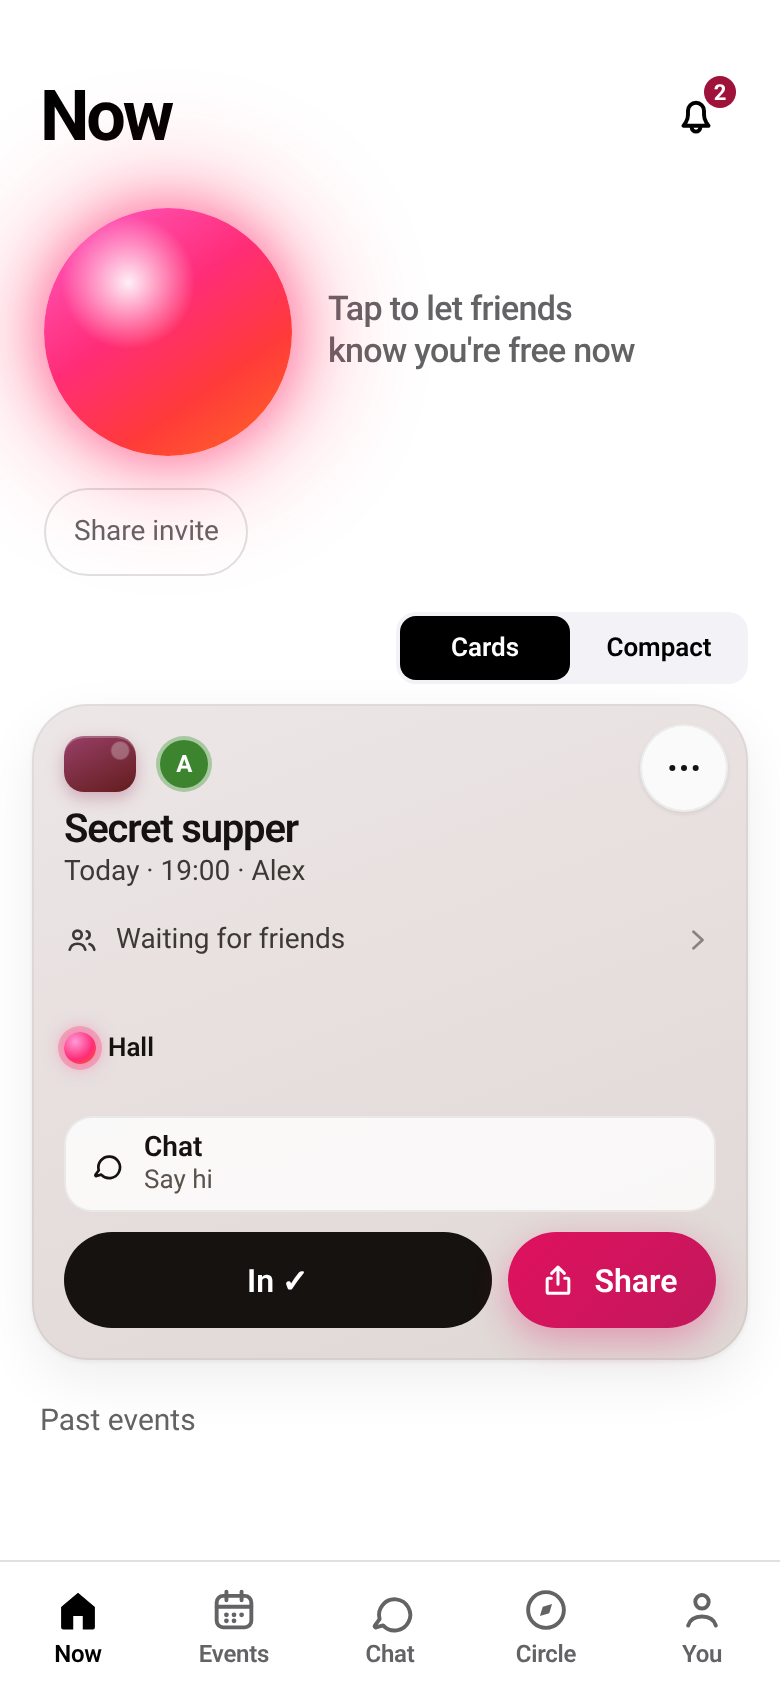 Now
2
Tap to let friends
know you're free now
Share invite
Cards
Compact
A
Secret supper
Today · 19:00 · Alex
Waiting for friends
Hall
Chat
Say hi
In ✓
Share
Past events
Now
Events
Chat
Circle
You